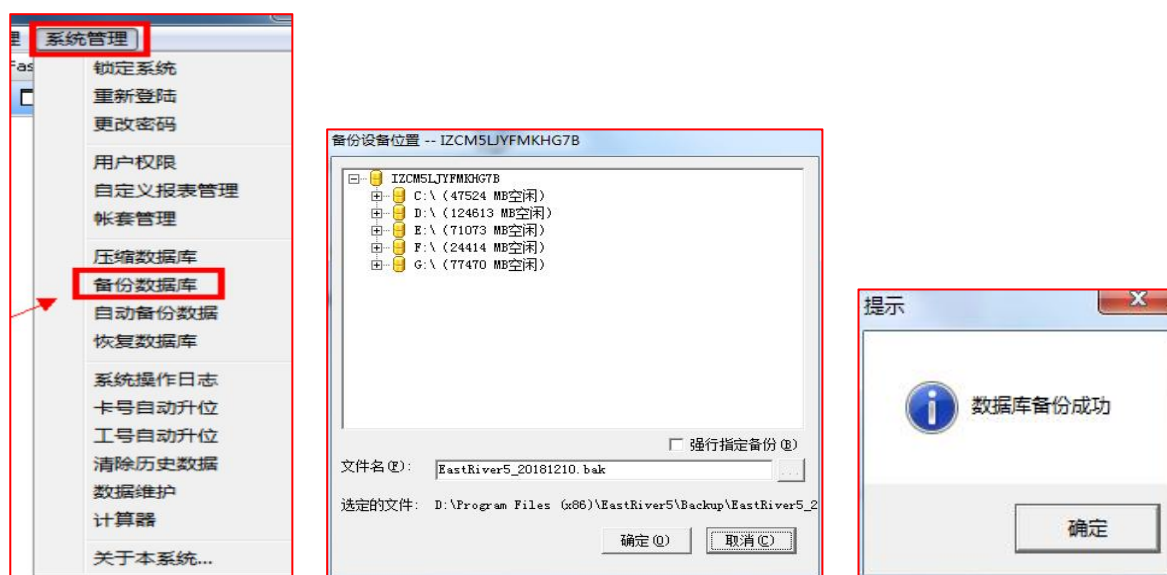 理
系统管理
Fas
锁定系统
重新登陆
更改密码
用户权限
自定义报表管理
帐套管理
压缩数据库
备份数据库
自动备份数据
恢复数据库
系统操作日志
卡号自动升位
工号自动升位
清除历史数据
数据维护
计算器
关于本系统...
备份设备位置 -- IZCM5LJYFMKHG7B
IZCM5LJYFMKHG7B
C:\ (47524 MB空闲)
D:\ (124613 MB空闲)
E:\ (71073 MB空闲)
F:\ (24414 MB空闲)
G:\ (77470 MB空闲)
强行指定备份(B)
文件名(F): EastRiver5_20181210.bak ...
选定的文件: D:\Program Files (x86)\EastRiver5\Backup\EastRiver5_2
确定(O) 取消(C)
提示
数据库备份成功
确定